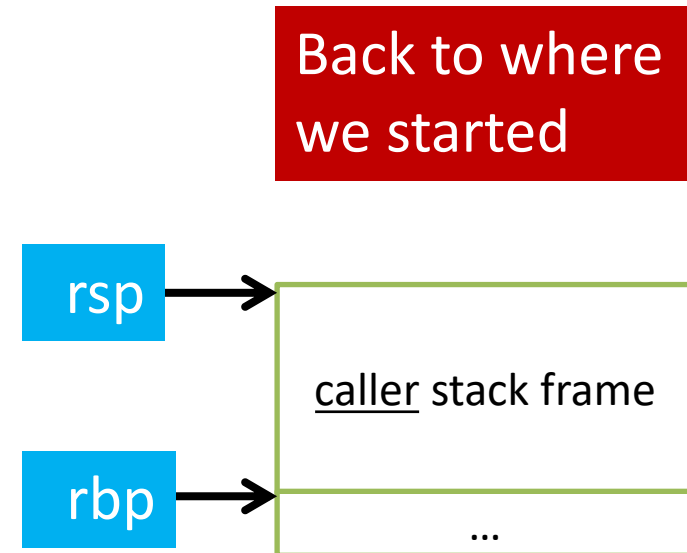 Back to where
we started
rsp
caller stack frame
rbp
...